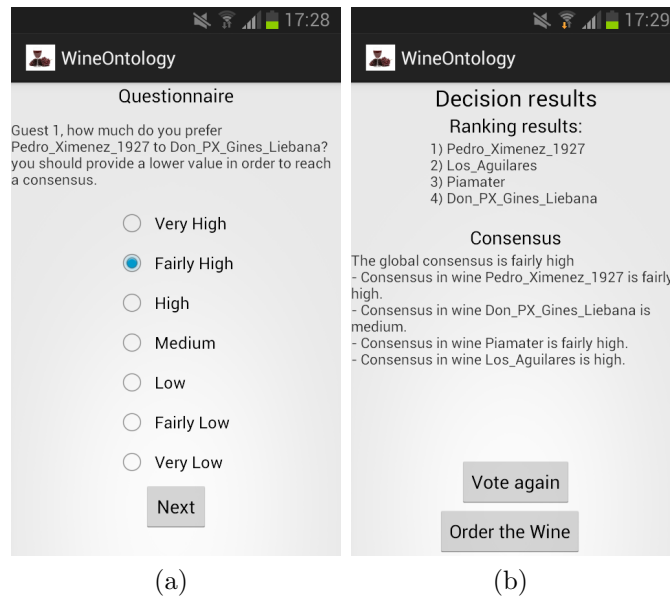 17:28
WineOntology
Questionnaire
Guest 1, how much do you prefer
Pedro_Ximenez_1927 to Don_PX_Gines_Liebana?
you should provide a lower value in order to reach
a consensus.
Very High
Fairly High
High
Medium
Low
Fairly Low
Very Low
Next
(a)
17:29
WineOntology
Decision results
Ranking results:
1) Pedro_Ximenez_1927
2) Los_Aguilares
3) Piamater
4) Don_PX_Gines_Liebana
Consensus
The global consensus is fairly high
- Consensus in wine Pedro_Ximenez_1927 is fairly
high.
- Consensus in wine Don_PX_Gines_Liebana is
medium.
- Consensus in wine Piamater is fairly high.
- Consensus in wine Los_Aguilares is high.
Vote again
Order the Wine
(b)